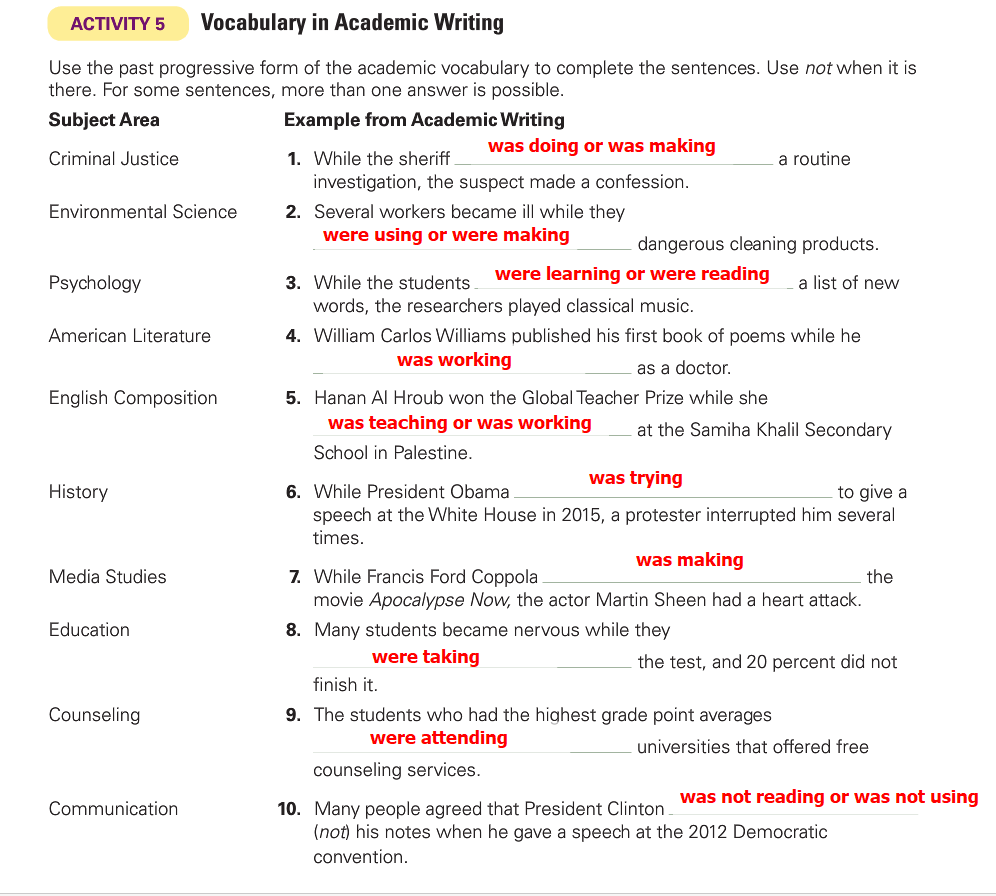 ACTIVITY 5 Vocabulary in Academic Writing
Use the past progressive form of the academic vocabulary to complete the sentences. Use not when it is
there. For some sentences, more than one answer is possible.
Subject Area Example from Academic Writing
Criminal Justice 1. While the sheriff was doing or was making a routine
investigation, the suspect made a confession.
Environmental Science 2. Several workers became ill while they
were using or were making dangerous cleaning products.
Psychology 3. While the students were learning or were reading a list of new
words, the researchers played classical music.
American Literature 4. William Carlos Williams published his first book of poems while he
was working as a doctor.
English Composition 5. Hanan Al Hroub won the Global Teacher Prize while she
was teaching or was working at the Samiha Khalil Secondary
School in Palestine.
History 6. While President Obama was trying to give a
speech at the White House in 2015, a protester interrupted him several
times.
Media Studies 7. While Francis Ford Coppola was making the
movie Apocalypse Now, the actor Martin Sheen had a heart attack.
Education 8. Many students became nervous while they
were taking the test, and 20 percent did not
finish it.
Counseling 9. The students who had the highest grade point averages
were attending universities that offered free
counseling services.
Communication 10. Many people agreed that President Clinton was not reading or was not using
(not) his notes when he gave a speech at the 2012 Democratic
convention.